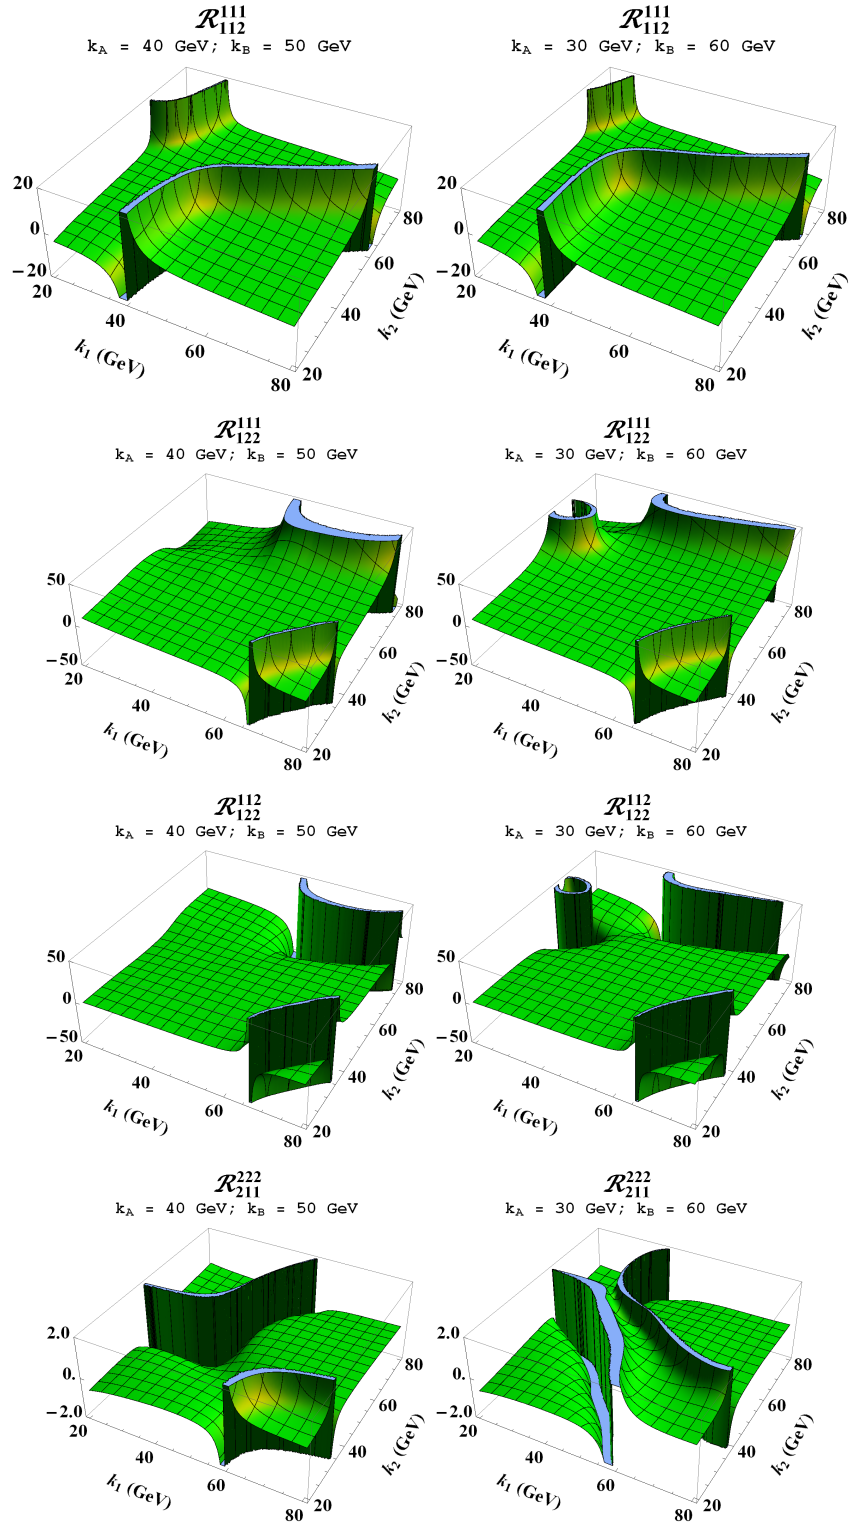 𝓡^{111}_{112} 𝓡^{111}_{112}
k_A = 40 GeV; k_B = 50 GeV k_A = 30 GeV; k_B = 60 GeV
20 20
0 0
−20 −20
20 40 60 80 20 40 60 80
k_1 (GeV) k_1 (GeV)
20 40 60 80 20 40 60 80
k_2 (GeV) k_2 (GeV)
𝓡^{111}_{122} 𝓡^{111}_{122}
k_A = 40 GeV; k_B = 50 GeV k_A = 30 GeV; k_B = 60 GeV
50 50
0 0
−50 −50
20 40 60 80 20 40 60 80
k_1 (GeV) k_1 (GeV)
20 40 60 80 20 40 60 80
k_2 (GeV) k_2 (GeV)
𝓡^{112}_{122} 𝓡^{112}_{122}
k_A = 40 GeV; k_B = 50 GeV k_A = 30 GeV; k_B = 60 GeV
50 50
0 0
−50 −50
20 40 60 80 20 40 60 80
k_1 (GeV) k_1 (GeV)
20 40 60 80 20 40 60 80
k_2 (GeV) k_2 (GeV)
𝓡^{222}_{211} 𝓡^{222}_{211}
k_A = 40 GeV; k_B = 50 GeV k_A = 30 GeV; k_B = 60 GeV
2.0 2.0
0. 0.
−2.0 −2.0
20 40 60 80 20 40 60 80
k_1 (GeV) k_1 (GeV)
20 40 60 80 20 40 60 80
k_2 (GeV) k_2 (GeV)